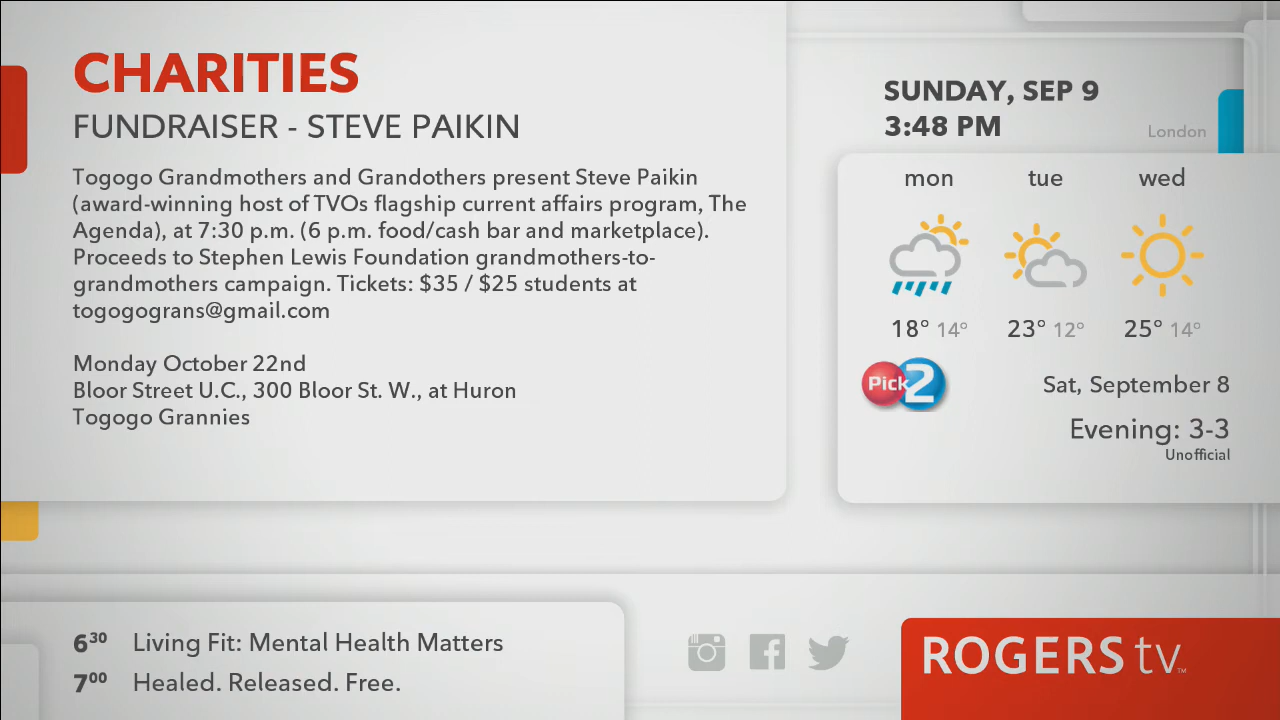 CHARITIES
FUNDRAISER - STEVE PAIKIN
Togogo Grandmothers and Grandothers present Steve Paikin
(award-winning host of TVOs flagship current affairs program, The
Agenda), at 7:30 p.m. (6 p.m. food/cash bar and marketplace).
Proceeds to Stephen Lewis Foundation grandmothers-to-
grandmothers campaign. Tickets: $35 / $25 students at
togogograns@gmail.com
Monday October 22nd
Bloor Street U.C., 300 Bloor St. W., at Huron
Togogo Grannies
SUNDAY, SEP 9
3:48 PM
London
mon tue wed
18° 14° 23° 12° 25° 14°
Pick 2
Sat, September 8
Evening: 3-3
Unofficial
6 30 Living Fit: Mental Health Matters
7 00 Healed. Released. Free.
ROGERS tv™